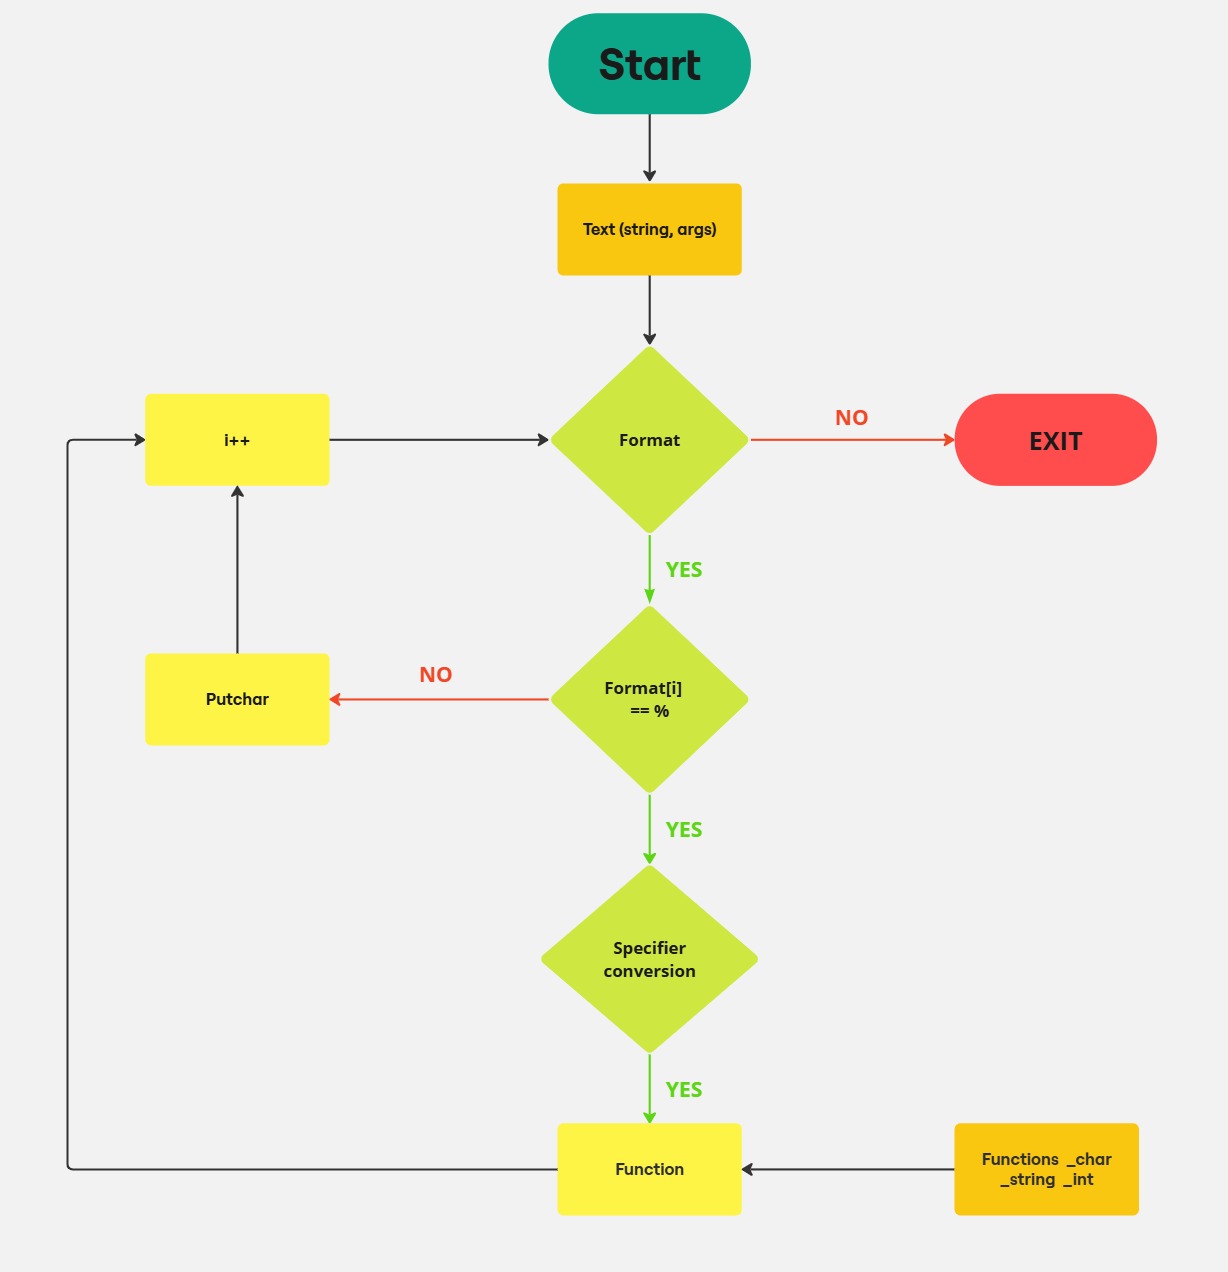 Start
Text (string, args)
i++
Format
NO
EXIT
YES
Putchar
NO
Format[i]
== %
YES
Specifier
conversion
YES
Function
Functions _char
_string _int